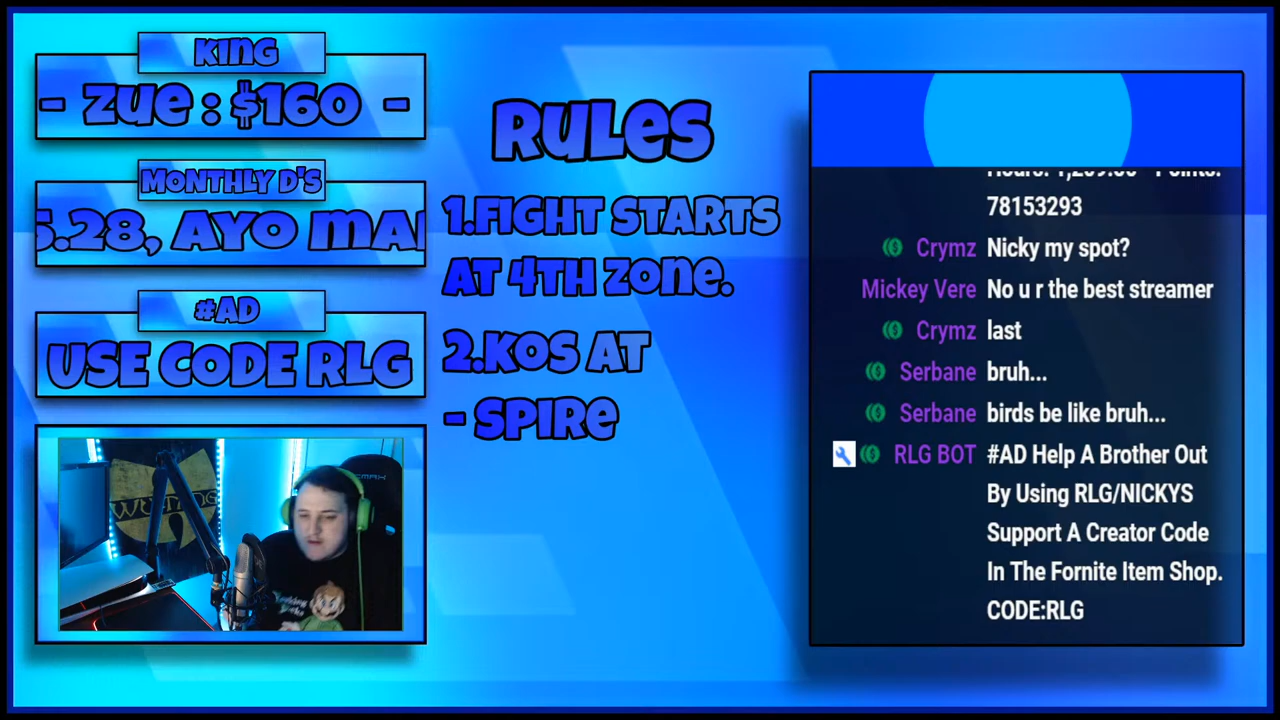 King
- Zue : $160 -
Monthly D's
5.28, Ayo Ma
#AD
USE CODE RLG
WU-TANG
Rules
1.Fight starts
at 4th zone.
2.Kos at
- Spire
78153293
Crymz Nicky my spot?
Mickey Vere No u r the best streamer
Crymz last
Serbane bruh...
Serbane birds be like bruh...
RLG BOT #AD Help A Brother Out
By Using RLG/NICKYS
Support A Creator Code
In The Fornite Item Shop.
CODE:RLG